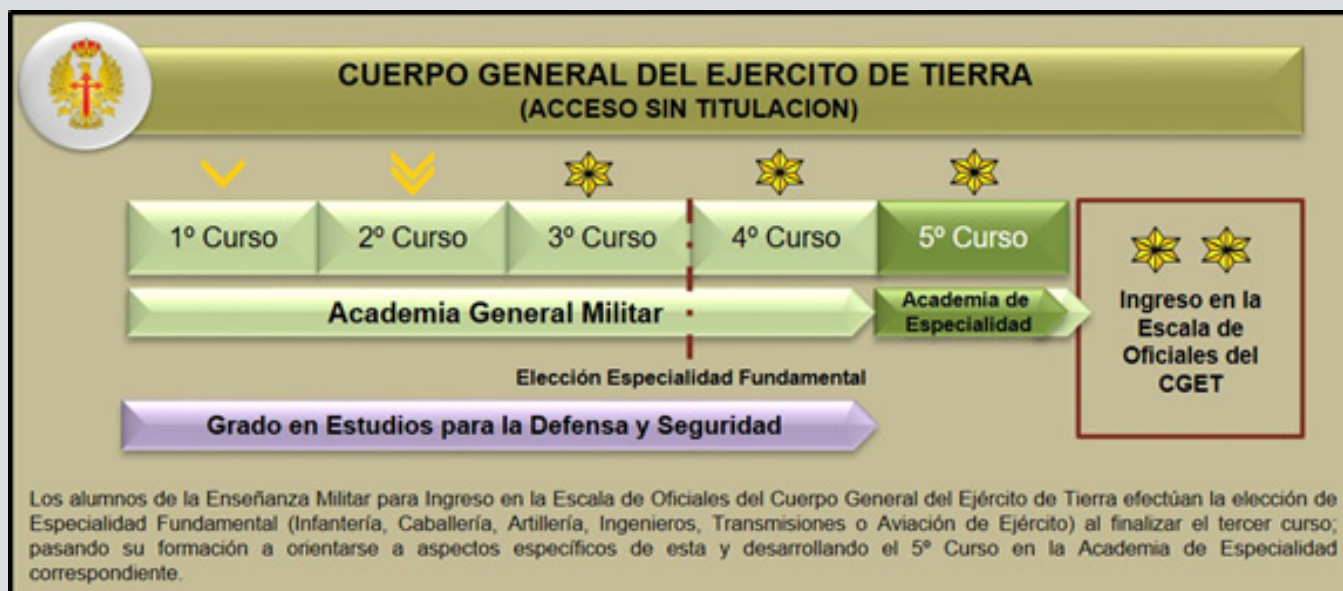 CUERPO GENERAL DEL EJERCITO DE TIERRA
(ACCESO SIN TITULACION)
1º Curso
2º Curso
3º Curso
4º Curso
5º Curso
Academia General Militar
Academia de
Especialidad
Ingreso en la
Escala de
Oficiales del
CGET
Elección Especialidad Fundamental
Grado en Estudios para la Defensa y Seguridad
Los alumnos de la Enseñanza Militar para Ingreso en la Escala de Oficiales del Cuerpo General del Ejército de Tierra efectúan la elección de
Especialidad Fundamental (Infantería, Caballería, Artillería, Ingenieros, Transmisiones o Aviación de Ejército) al finalizar el tercer curso;
pasando su formación a orientarse a aspectos específicos de esta y desarrollando el 5º Curso en la Academia de Especialidad
correspondiente.